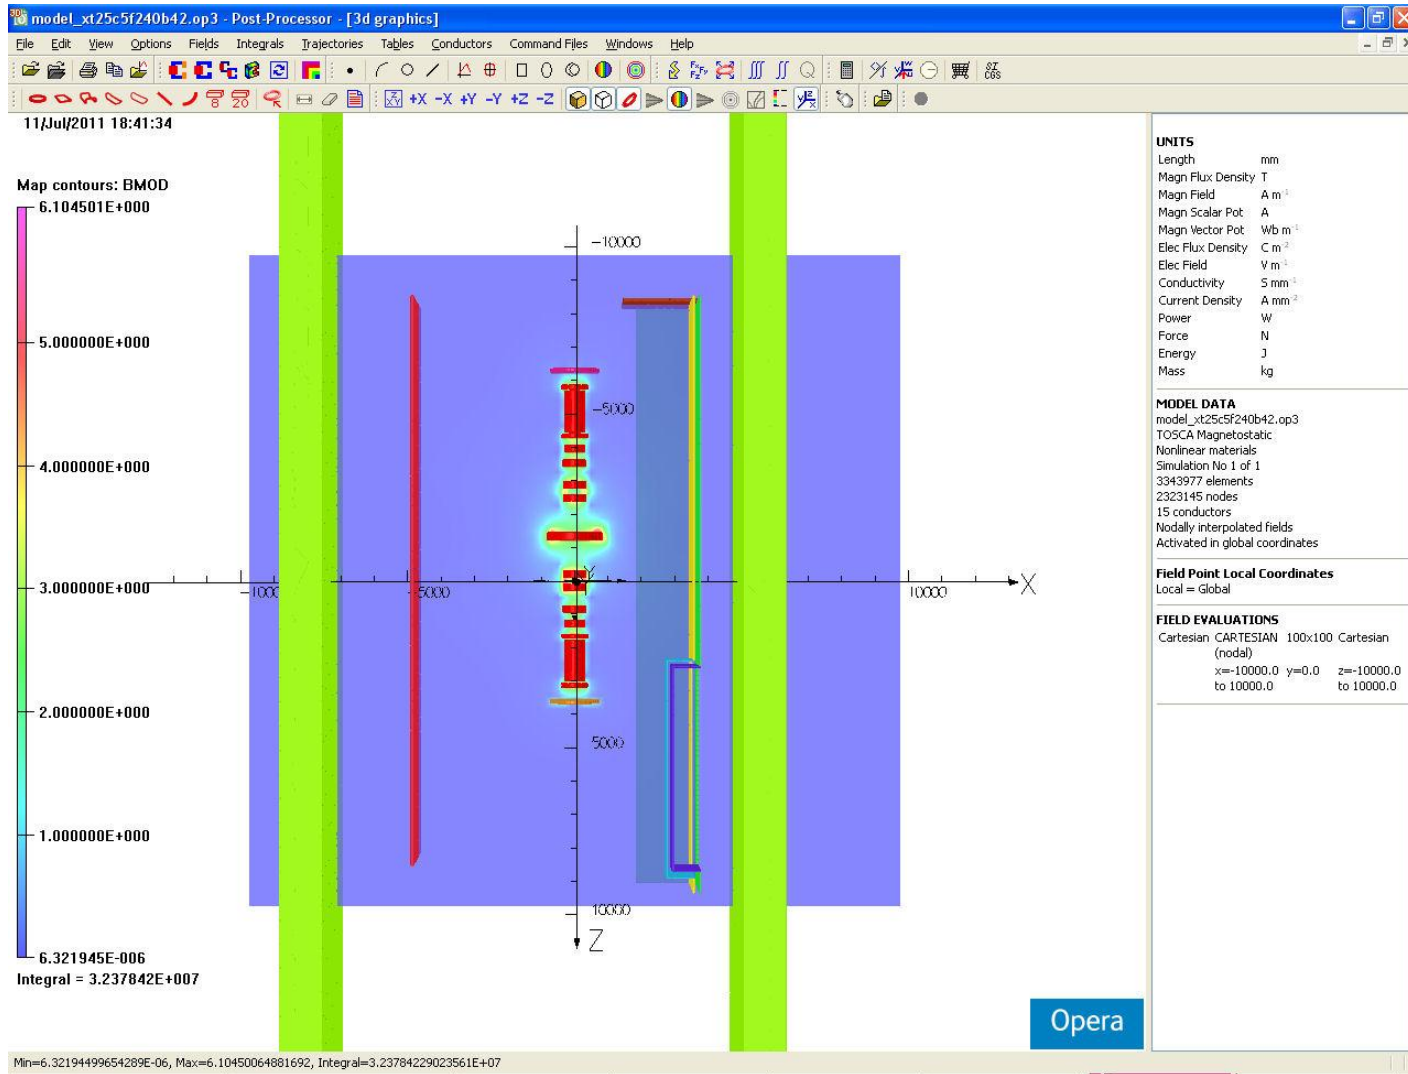 model_xt25c5f240b42.op3 - Post-Processor - [3d graphics]
File Edit View Options Fields Integrals Trajectories Tables Conductors Command Files Windows Help
+X -X +Y -Y +Z -Z
11/Jul/2011 18:41:34
Map contours: BMOD
6.104501E+000
5.000000E+000
4.000000E+000
3.000000E+000
2.000000E+000
1.000000E+000
6.321945E-006
Integral = 3.237842E+007
-10000
-5000
5000
10000
Z
-1000
-5000
10000
X
Y
UNITS
Length mm
Magn Flux Density T
Magn Field A m-1
Magn Scalar Pot A
Magn Vector Pot Wb m-1
Elec Flux Density C m-2
Elec Field V m-1
Conductivity S mm-1
Current Density A mm-2
Power W
Force N
Energy J
Mass kg
MODEL DATA
model_xt25c5f240b42.op3
TOSCA Magnetostatic
Nonlinear materials
Simulation No 1 of 1
3343977 elements
2323145 nodes
15 conductors
Nodally interpolated fields
Activated in global coordinates
Field Point Local Coordinates
Local = Global
FIELD EVALUATIONS
Cartesian CARTESIAN 100x100 Cartesian
(nodal)
x=-10000.0 y=0.0 z=-10000.0
to 10000.0 to 10000.0
Opera
Min=6.32194499654289E-06, Max=6.10450064881692, Integral=3.23784229023561E+07